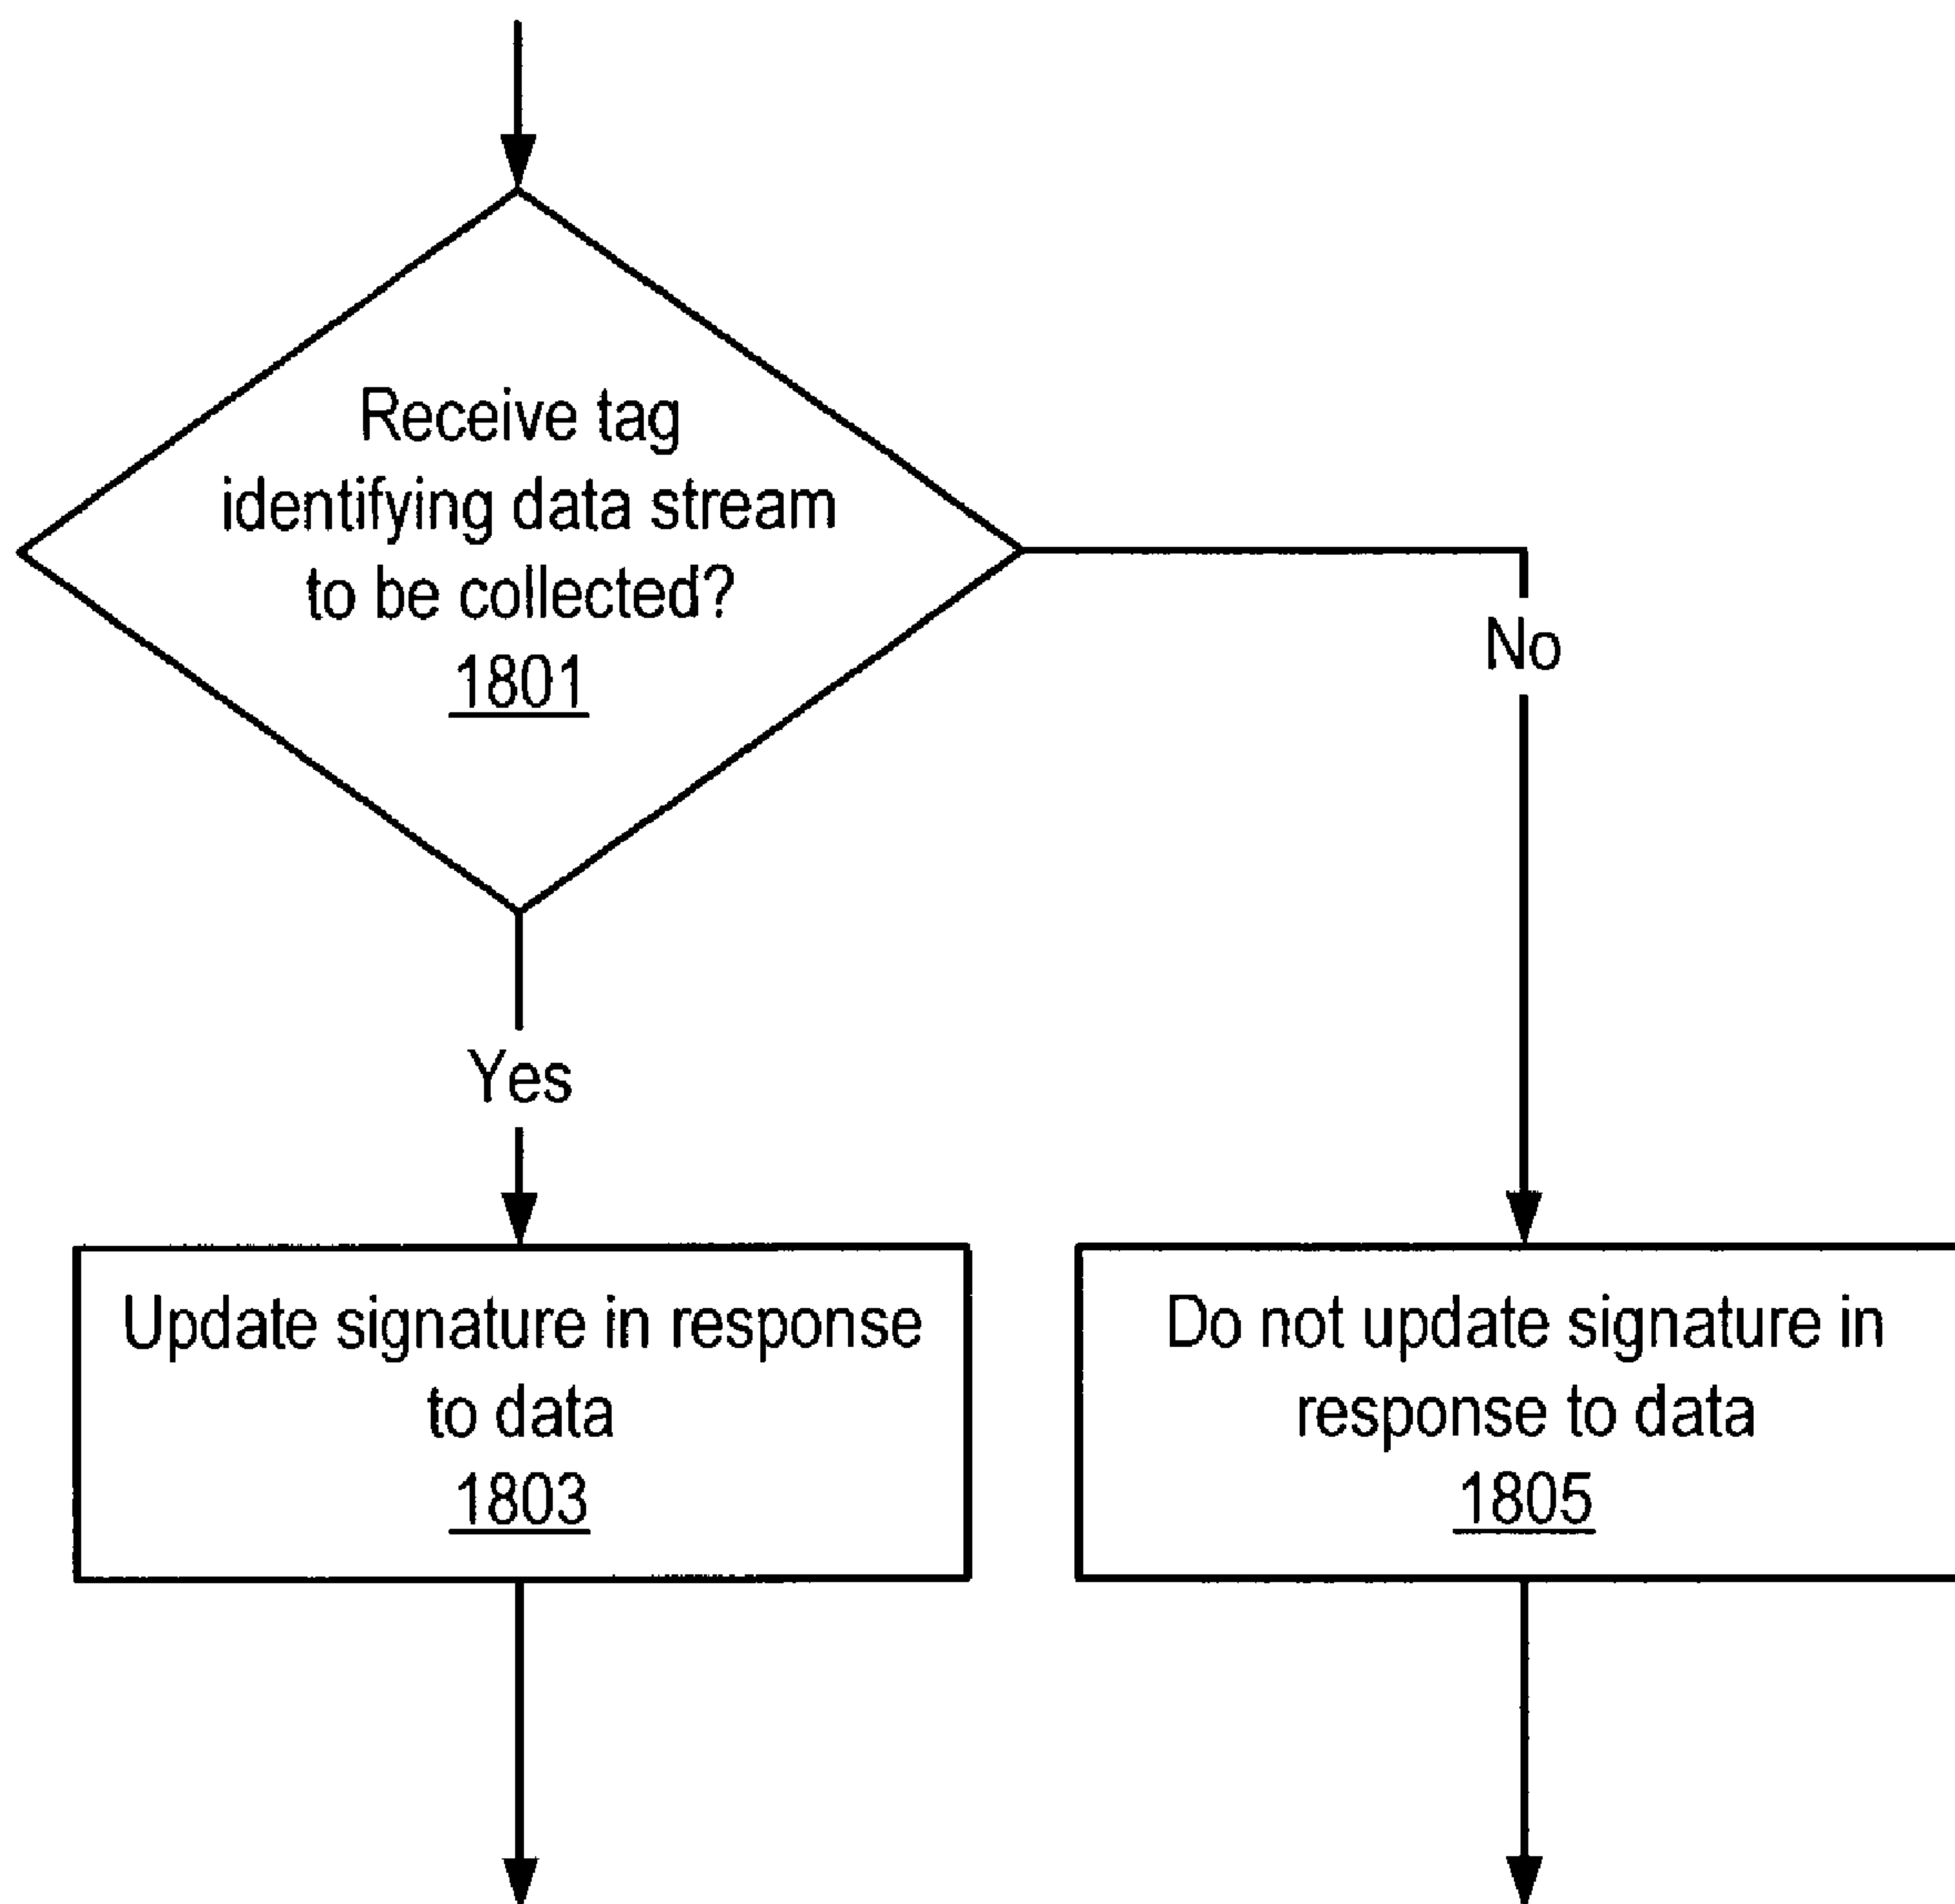 Receive tag
identifying data stream
to be collected?
1801
No
Yes
Update signature in response
to data
1803
Do not update signature in
response to data
1805